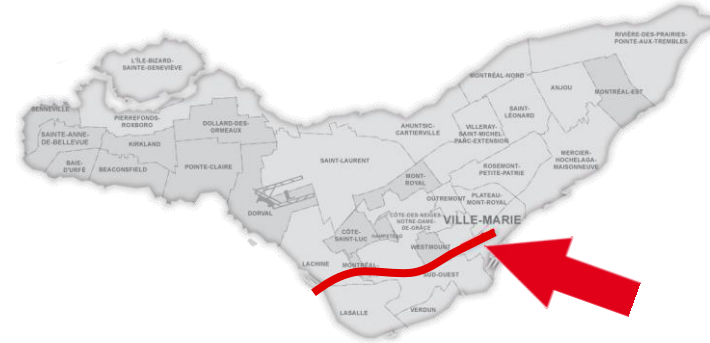 RIVIÈRE-DES-PRAIRIES-
POINTE-AUX-TREMBLES
L'ÎLE-BIZARD-
SAINTE-GENEVIÈVE
MONTRÉAL-NORD
ANJOU
MONTRÉAL-EST
SENNEVILLE
PIERREFONDS-
ROXBORO
DOLLARD-DES-
ORMEAUX
SAINT-
LÉONARD
AHUNTSIC-
CARTIERVILLE
VILLERAY-
SAINT-MICHEL-
PARC-EXTENSION
SAINTE-ANNE-
DE-BELLEVUE
KIRKLAND
MERCIER-
HOCHELAGA-
MAISONNEUVE
BAIE-
D'URFÉ
BEACONSFIELD
POINTE-CLAIRE
SAINT-LAURENT
ROSEMONT-
PETITE-PATRIE
MONT-
ROYAL
OUTREMONT
PLATEAU-
MONT-ROYAL
DORVAL
CÔTE-DES-NEIGES
NOTRE-DAME-
DE-GRÂCE
VILLE-MARIE
CÔTE-
SAINT-LUC
HAMPSTEAD
WESTMOUNT
LACHINE
MONTRÉAL-
SUD-OUEST
LASALLE
VERDUN